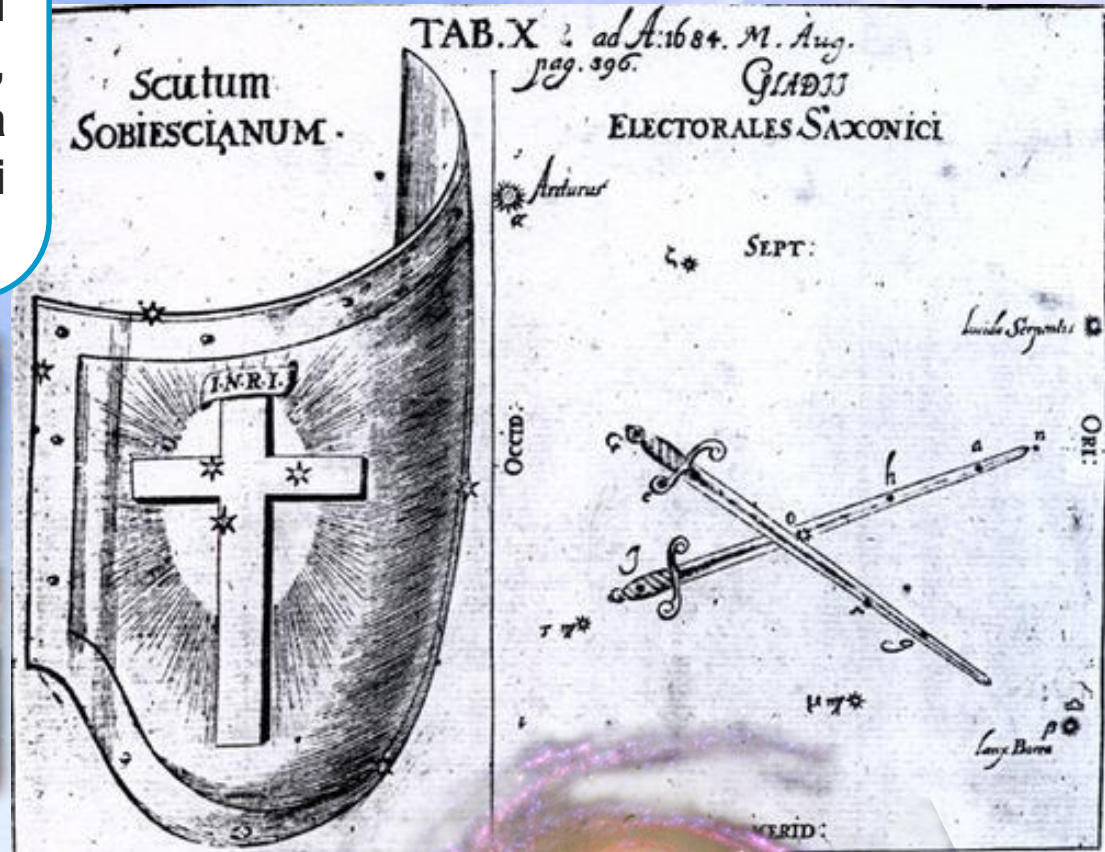 a
i
TAB. X ad A: 1684. M. Aug.
pag. 396.
Scutum
SOBIESCIANUM.
GLADII
ELECTORALES SAXONICI
Arcturus
α
ζ
SEPT:
Lucida Serpentis
I.N.R.I.
OCCID:
ORI:
G
e
o
h
a
n
J
r
G
τ ♍
μ ♍
β
Lanx Borea
MERID: